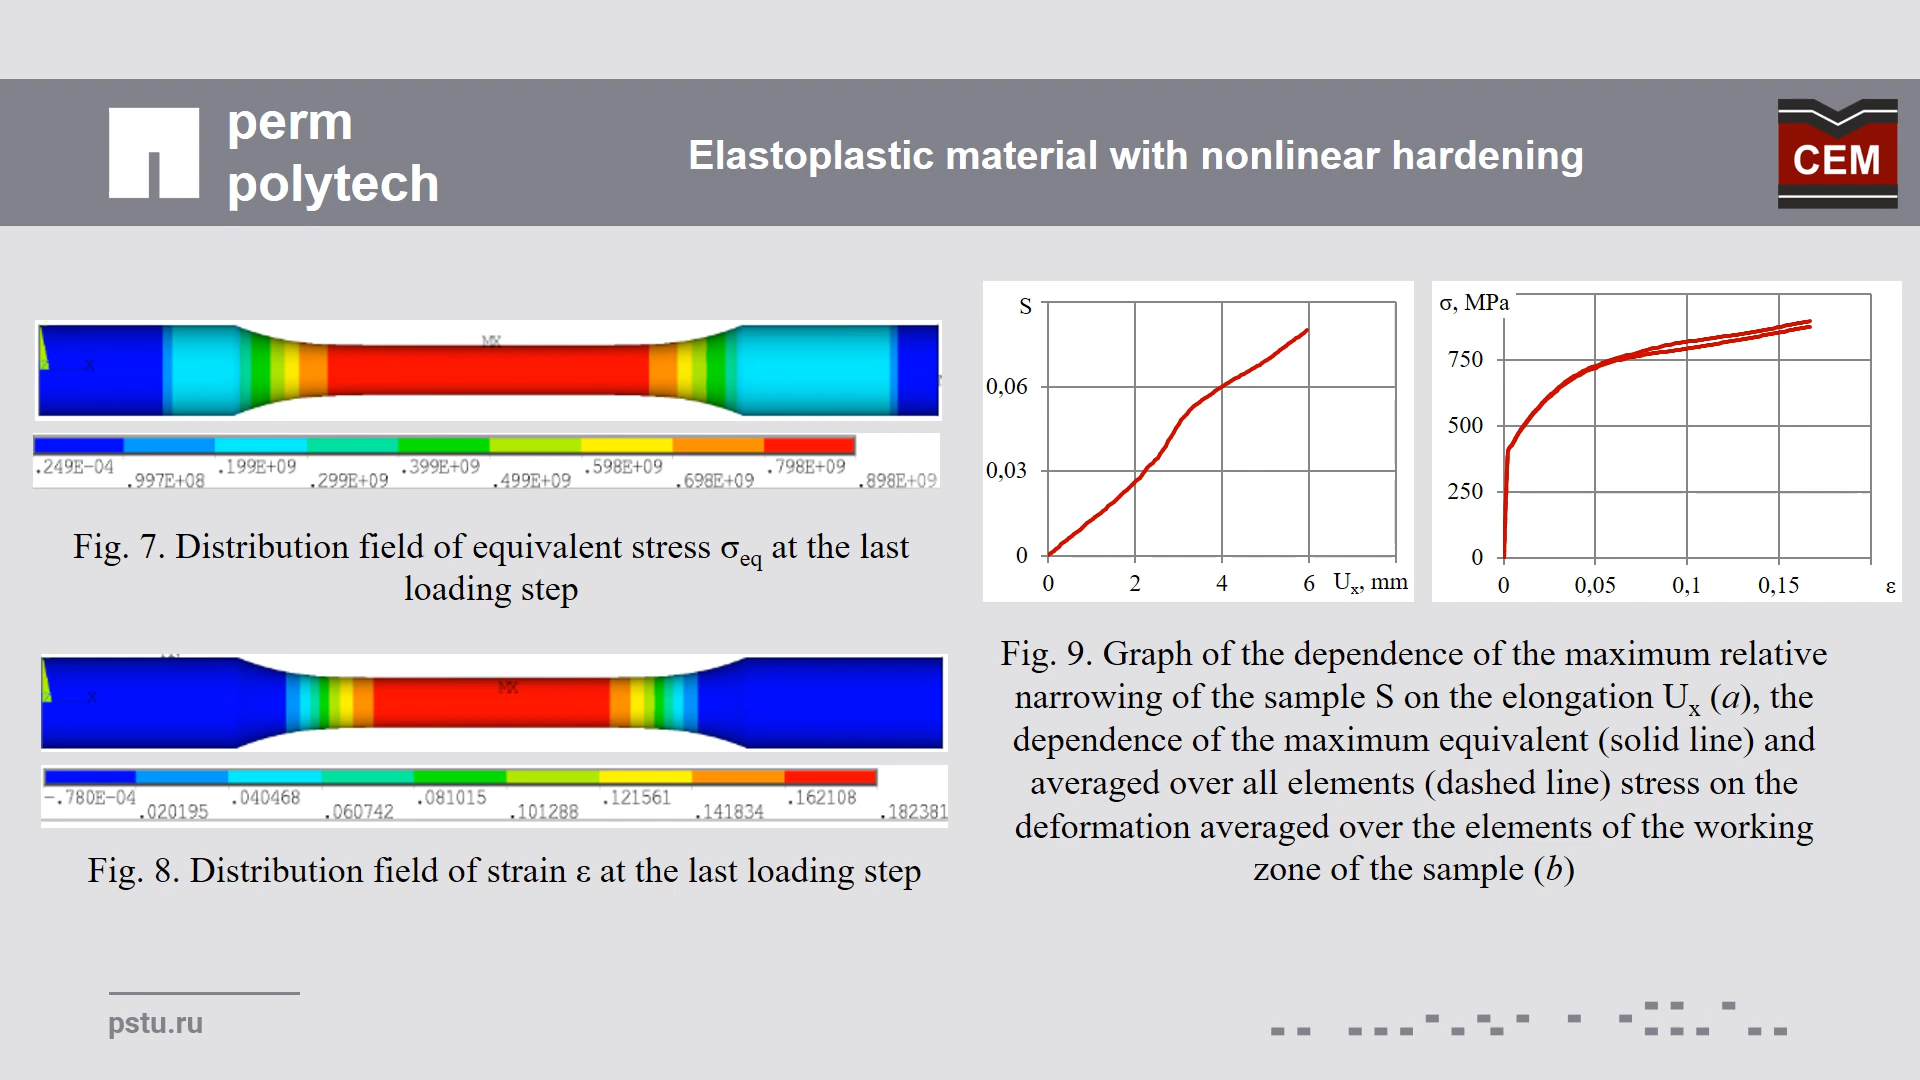 perm
polytech
Elastoplastic material with nonlinear hardening
CEM
MX
X
.249E-04
.997E+08
.199E+09
.299E+09
.399E+09
.499E+09
.598E+09
.698E+09
.798E+09
.898E+09
Fig. 7. Distribution field of equivalent stress σeq at the last
loading step
MX
X
-.780E-04
.020195
.040468
.060742
.081015
.101288
.121561
.141834
.162108
.182381
Fig. 8. Distribution field of strain ε at the last loading step
S
0,06
0,03
0
0 2 4 6 Ux, mm
σ, MPa
750
500
250
0
0 0,05 0,1 0,15 ε
Fig. 9. Graph of the dependence of the maximum relative
narrowing of the sample S on the elongation Ux (a), the
dependence of the maximum equivalent (solid line) and
averaged over all elements (dashed line) stress on the
deformation averaged over the elements of the working
zone of the sample (b)
pstu.ru